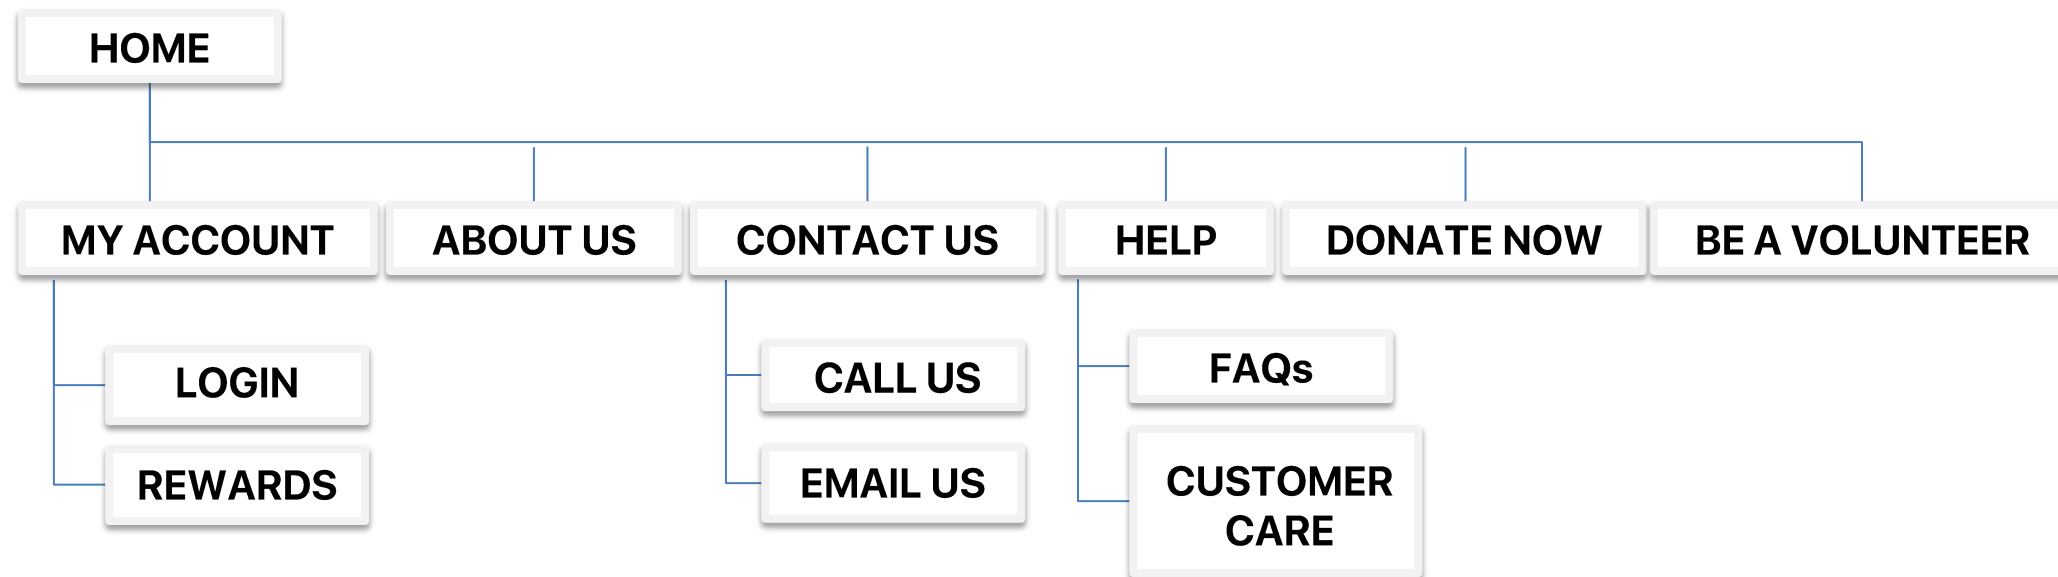 HOME
MY ACCOUNT
ABOUT US
CONTACT US
HELP
DONATE NOW
BE A VOLUNTEER
LOGIN
REWARDS
CALL US
EMAIL US
FAQs
CUSTOMER
CARE